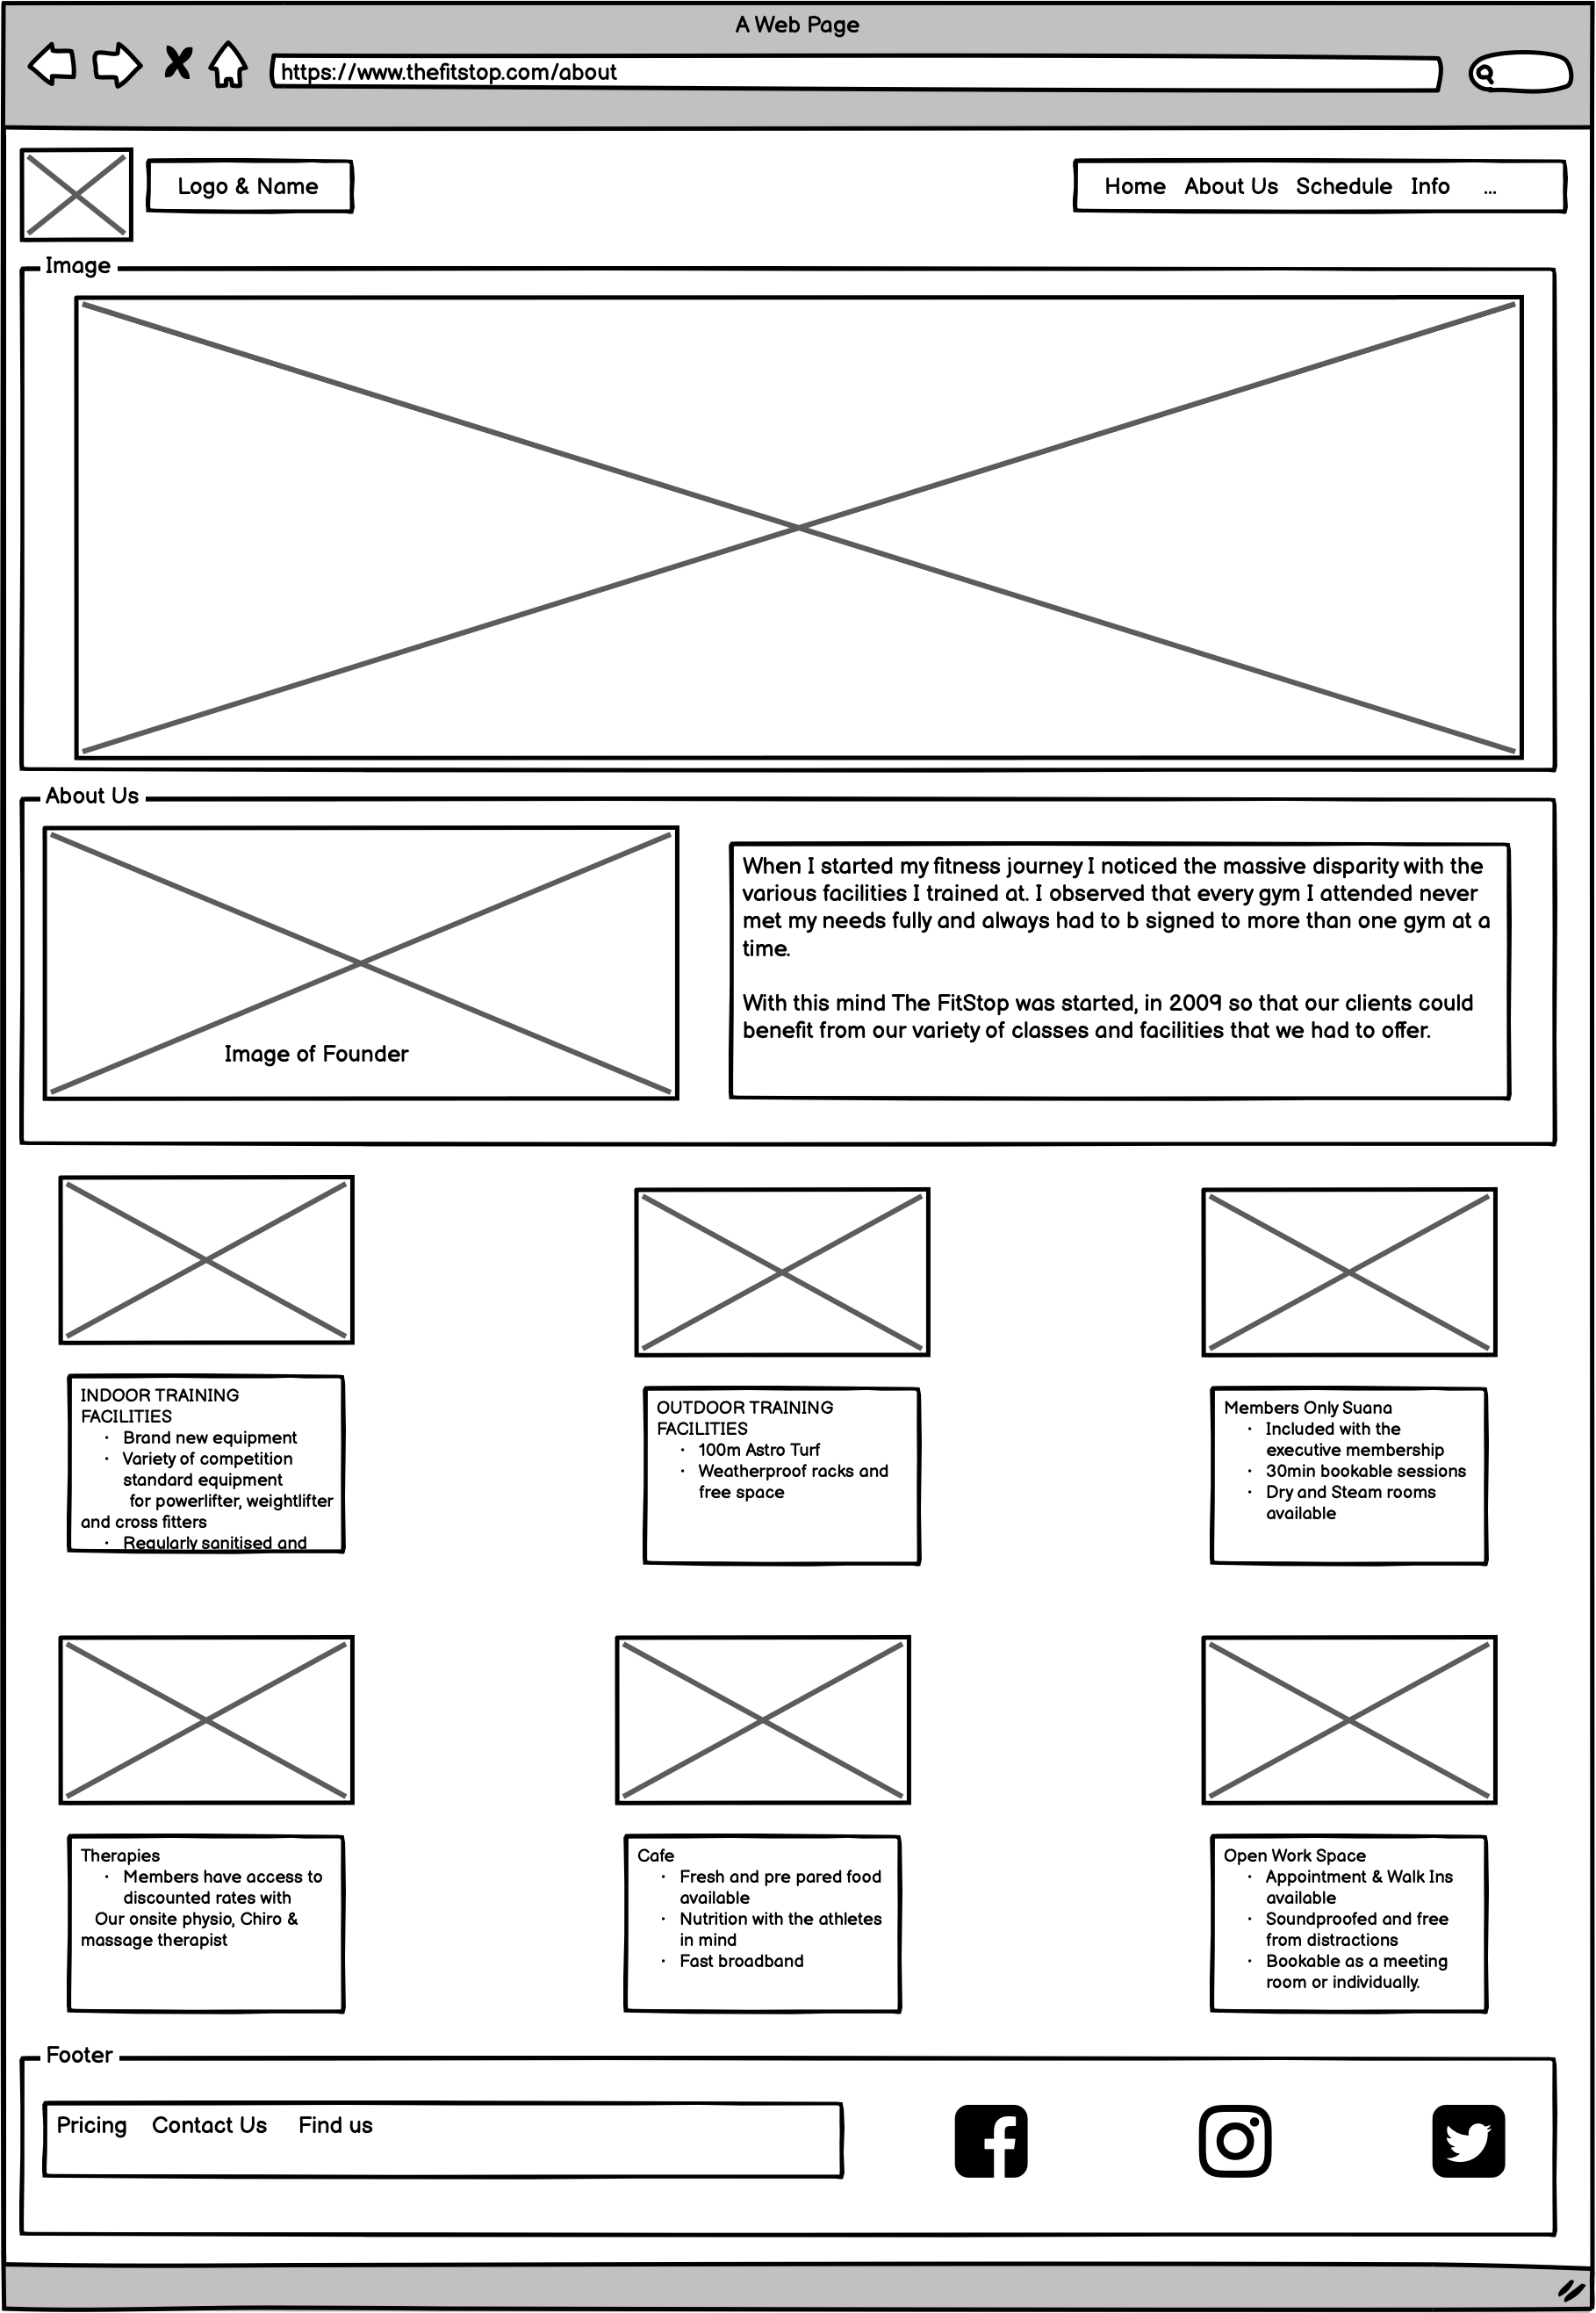 A Web Page
https://www.thefitstop.com/about
Logo & Name
Home About Us Schedule Info ...
Image
About Us
When I started my fitness journey I noticed the massive disparity with the
various facilities I trained at. I observed that every gym I attended never
met my needs fully and always had to b signed to more than one gym at a
time.
With this mind The FitStop was started, in 2009 so that our clients could
benefit from our variety of classes and facilities that we had to offer.
Image of Founder
INDOOR TRAINING
FACILITIES
· Brand new equipment
· Variety of competition
standard equipment
for powerlifter, weightlifter
and cross fitters
· Regularly sanitised and
OUTDOOR TRAINING
FACILITIES
· 100m Astro Turf
· Weatherproof racks and
free space
Members Only Suana
· Included with the
executive membership
· 30min bookable sessions
· Dry and Steam rooms
available
Therapies
· Members have access to
discounted rates with
Our onsite physio, Chiro &
massage therapist
Cafe
· Fresh and pre pared food
available
· Nutrition with the athletes
in mind
· Fast broadband
Open Work Space
· Appointment & Walk Ins
available
· Soundproofed and free
from distractions
· Bookable as a meeting
room or individually.
Footer
Pricing Contact Us Find us